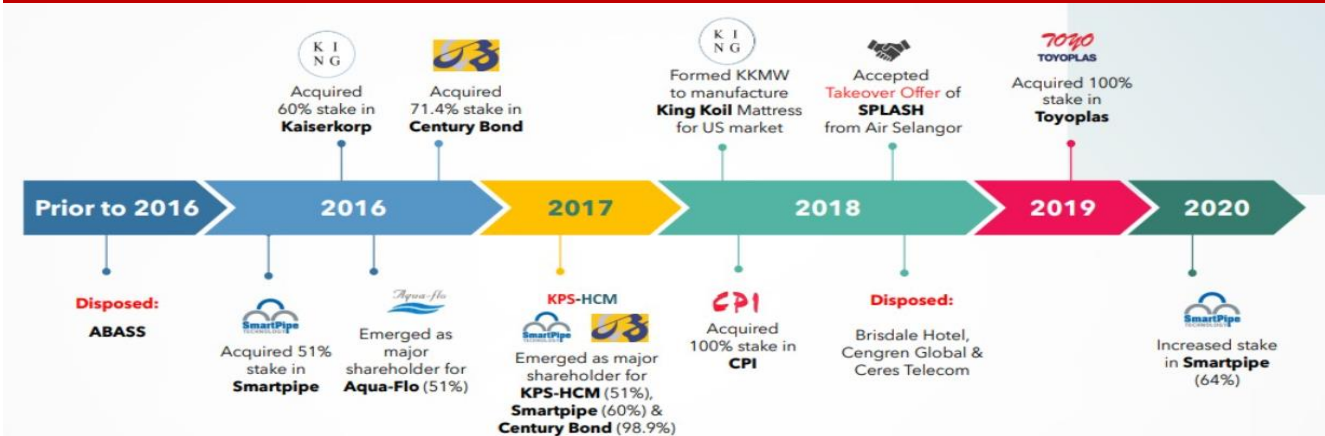 K I
N G
Acquired
60% stake in
Kaiserkorp
Acquired
71.4% stake in
Century Bond
K I
N G
Formed KKMW
to manufacture
King Koil Mattress
for US market
Accepted
Takeover Offer of
SPLASH
from Air Selangor
TOYO
TOYOPLAS
Acquired 100%
stake in
Toyoplas
Prior to 2016
2016
2017
2018
2019
2020
Disposed:
ABASS
SmartPipe
TECHNOLOGY
Acquired 51%
stake in
Smartpipe
Aqua-flo
Emerged as
major
shareholder for
Aqua-Flo (51%)
KPS-HCM
SmartPipe
TECHNOLOGY
Emerged as major
shareholder for
KPS-HCM (51%),
Smartpipe (60%) &
Century Bond (98.9%)
CPI
Acquired
100% stake in
CPI
Disposed:
Brisdale Hotel,
Cengren Global &
Ceres Telecom
SmartPipe
TECHNOLOGY
Increased stake
in Smartpipe
(64%)